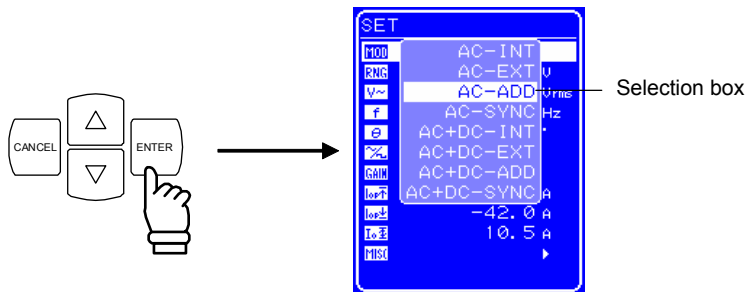 CANCEL
ENTER
SET
MOD AC-INT
RNG AC-EXT V
V~ AC-ADD Vrms
f AC-SYNC Hz
θ AC+DC-INT °
AC+DC-EXT
GAIN AC+DC-ADD
AC+DC-SYNC A
-42.0 A
10.5 A
MISC
Selection box